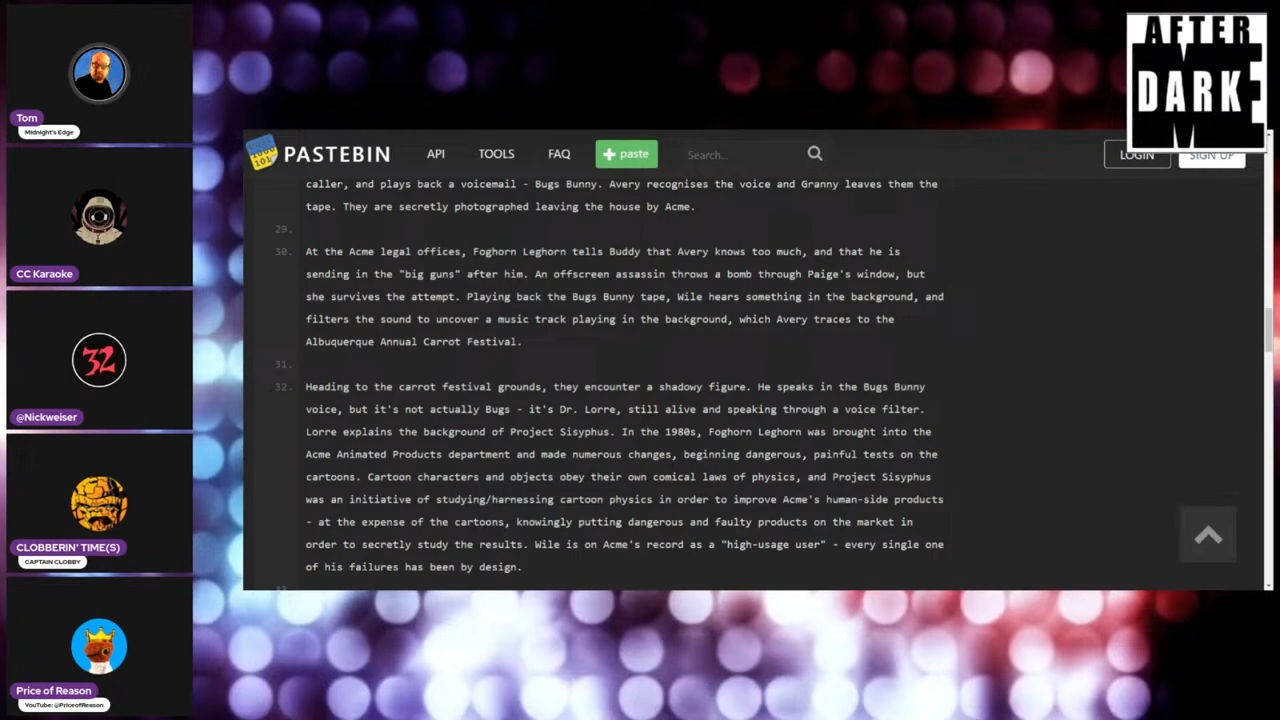 Tom
Midnight's Edge
CC Karaoke
32
@Nickweiser
CLOBBERIN' TIME(S)
CAPTAIN CLOBBY
Price of Reason
YouTube: @PriceofReason
AFTER
DARK
ME
PASTEBIN
API
TOOLS
FAQ
+ paste
Search...
LOGIN
SIGN UP
caller, and plays back a voicemail - Bugs Bunny. Avery recognises the voice and Granny leaves them the
tape. They are secretly photographed leaving the house by Acme.
29.
30. At the Acme legal offices, Foghorn Leghorn tells Buddy that Avery knows too much, and that he is
sending in the "big guns" after him. An offscreen assassin throws a bomb through Paige's window, but
she survives the attempt. Playing back the Bugs Bunny tape, Wile hears something in the background, and
filters the sound to uncover a music track playing in the background, which Avery traces to the
Albuquerque Annual Carrot Festival.
31.
32. Heading to the carrot festival grounds, they encounter a shadowy figure. He speaks in the Bugs Bunny
voice, but it's not actually Bugs - it's Dr. Lorre, still alive and speaking through a voice filter.
Lorre explains the background of Project Sisyphus. In the 1980s, Foghorn Leghorn was brought into the
Acme Animated Products department and made numerous changes, beginning dangerous, painful tests on the
cartoons. Cartoon characters and objects obey their own comical laws of physics, and Project Sisyphus
was an initiative of studying/harnessing cartoon physics in order to improve Acme's human-side products
- at the expense of the cartoons, knowingly putting dangerous and faulty products on the market in
order to secretly study the results. Wile is on Acme's record as a "high-usage user" - every single one
of his failures has been by design.